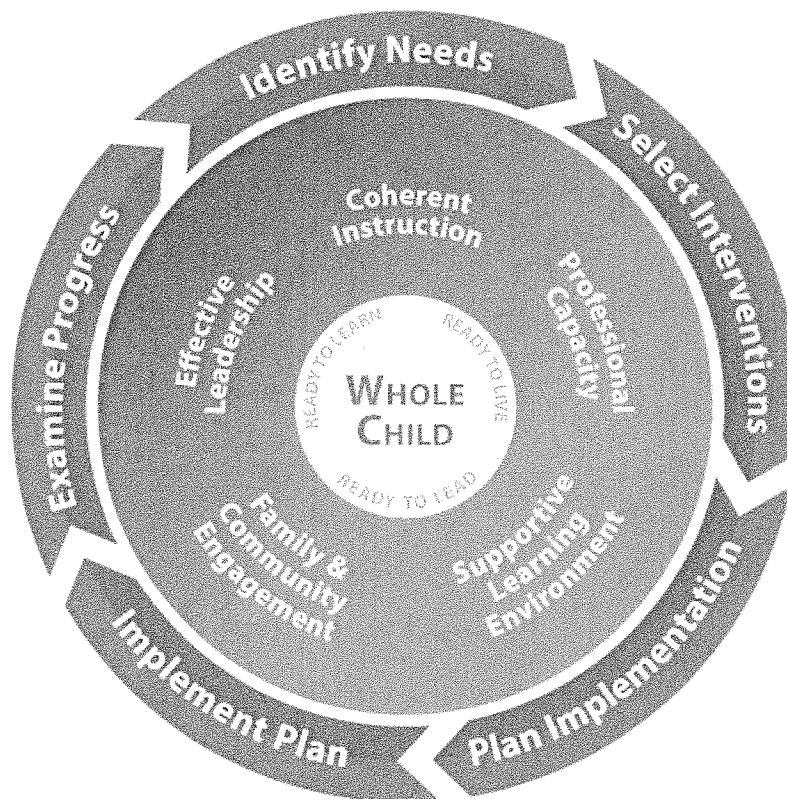 Identify Needs
Select Interventions
Plan Implementation
Implement Plan
Examine Progress
Coherent
Instruction
Professional
Capacity
Supportive
Learning
Environment
Family &
Community
Engagement
Effective
Leadership
READY TO LEARN
READY TO LIVE
READY TO LEAD
WHOLE
CHILD